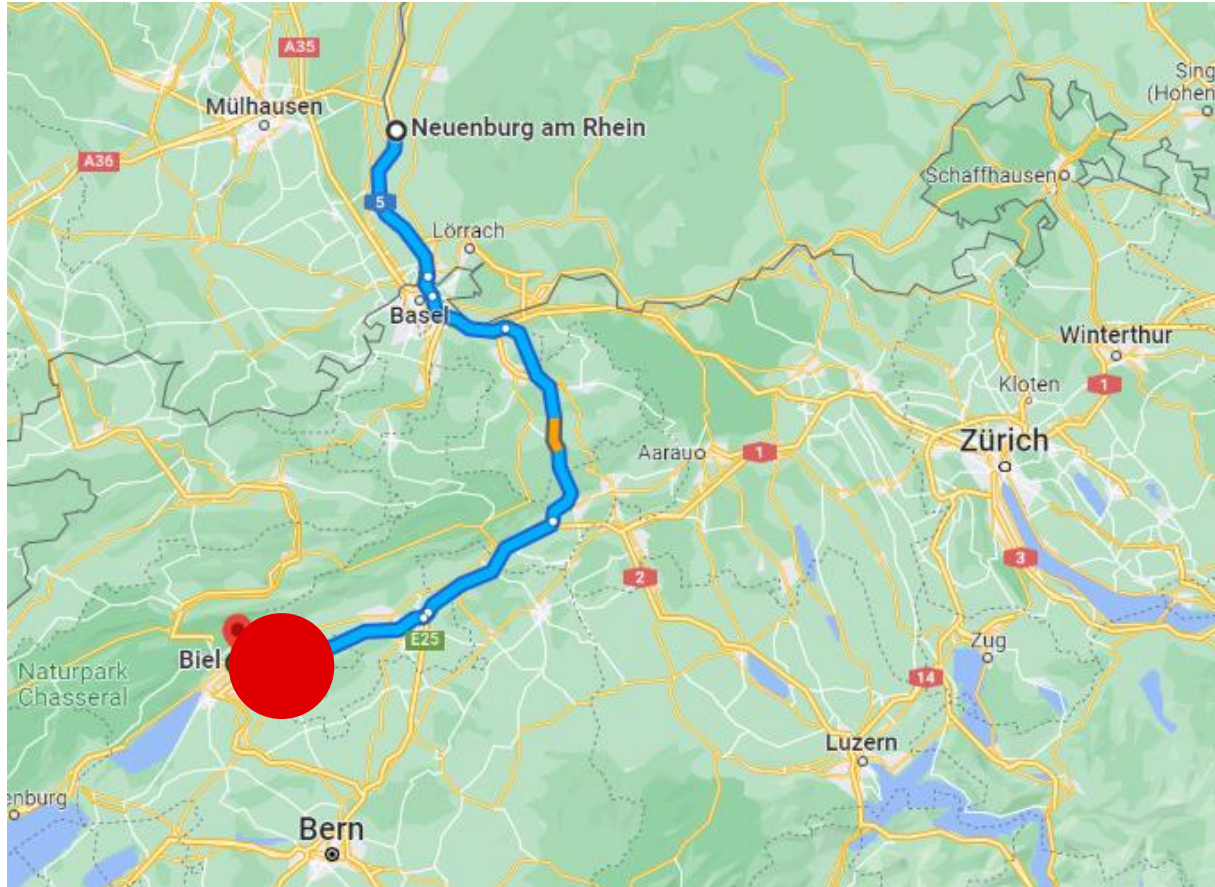 A35
Sing
(Hohen
Mülhausen
Neuenburg am Rhein
A36
Schaffhausen
5
Lörrach
Basel
Winterthur
Kloten
1
Zürich
Aarau
1
3
2
E25
Biel
Zug
Naturpark
Chasseral
14
Luzern
enburg
Bern